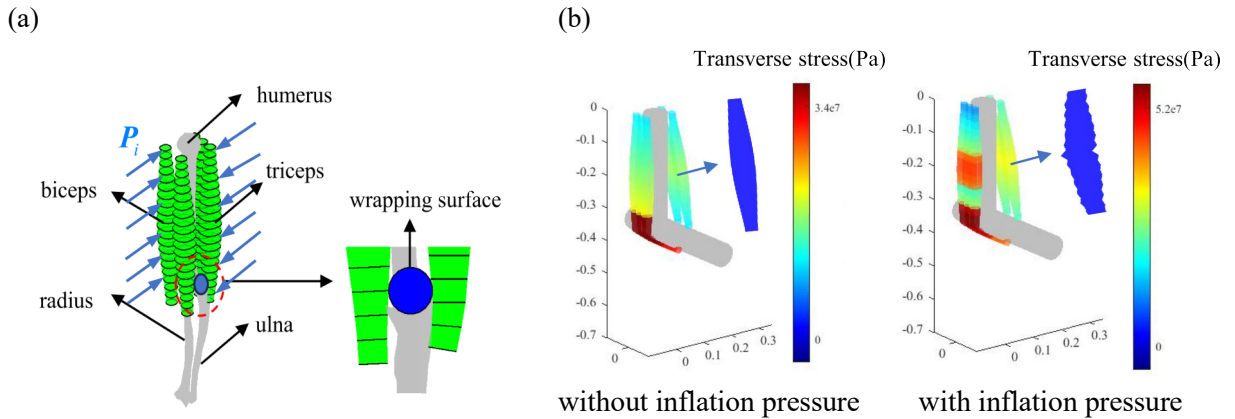 (a)
humerus
P_i
biceps
triceps
radius
ulna
wrapping surface
(b)
Transverse stress(Pa)
3.4e7
0
0
-0.1
-0.2
-0.3
-0.4
-0.5
-0.6
-0.7
0
0
0.1
0.2
0.3
without inflation pressure
Transverse stress(Pa)
5.2e7
0
0
-0.1
-0.2
-0.3
-0.4
-0.5
-0.6
-0.7
0
0
0.1
0.2
0.3
with inflation pressure